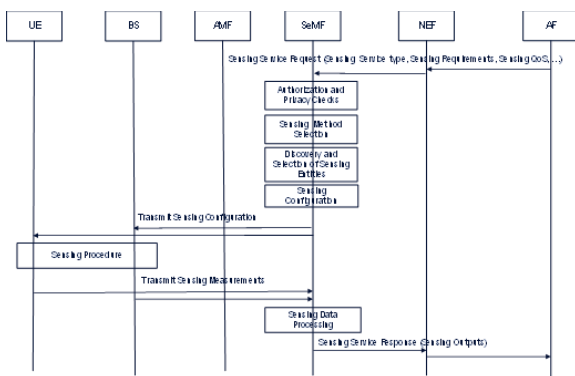 UE BS AMF SeMF NEF AF
Sensing Service Request (Sensing Service type, Sensing Requirements, Sensing QoS, ...)
Authorization and
Privacy Checks
Sensing Method
Selection
Discovery and
Selection of Sensing
Entities
Sensing
Configuration
Transmit Sensing Configuration
Sensing Procedure
Transmit Sensing Measurements
Sensing Data
Processing
Sensing Service Response (Sensing Outputs)